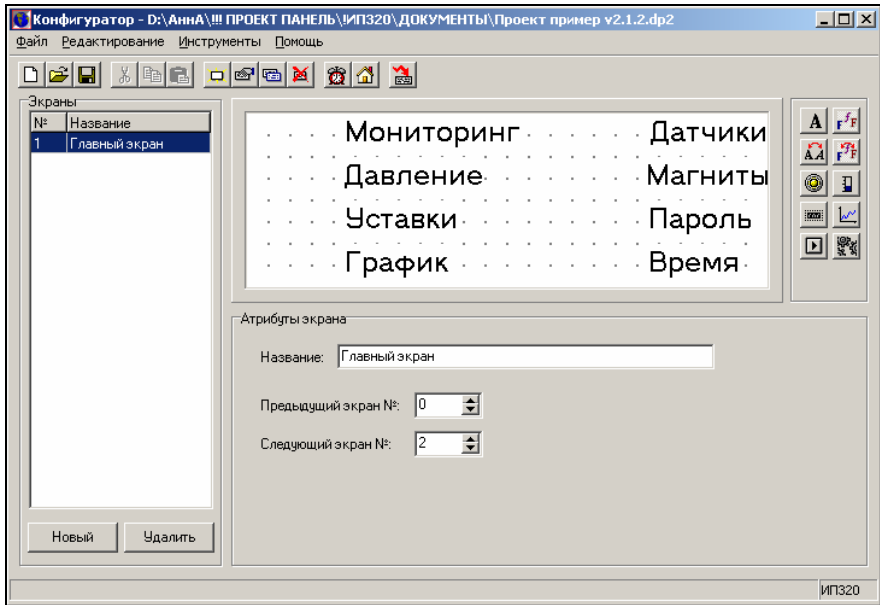 Конфигуратор - D:\АннА\!!! ПРОЕКТ ПАНЕЛЬ\!ИП320\ДОКУМЕНТЫ\Проект пример v2.1.2.dp2
Файл Редактирование Инструменты Помощь
Экраны
№ Название
1 Главный экран
Мониторинг Датчики
Давление Магниты
Уставки Пароль
График Время
Атрибуты экрана
Название: Главный экран
Предыдущий экран №: 0
Следующий экран №: 2
Новый Удалить
ИП320